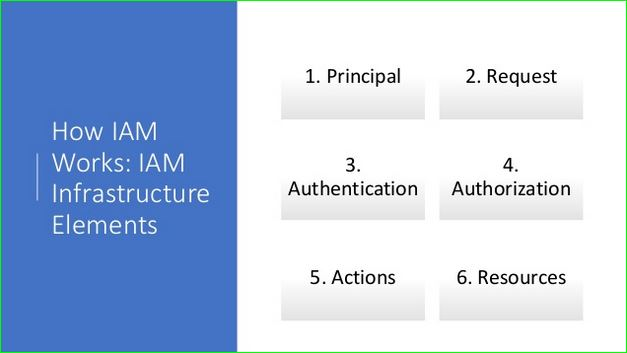 How IAM
Works: IAM
Infrastructure
Elements
1. Principal
2. Request
3.
Authentication
4.
Authorization
5. Actions
6. Resources